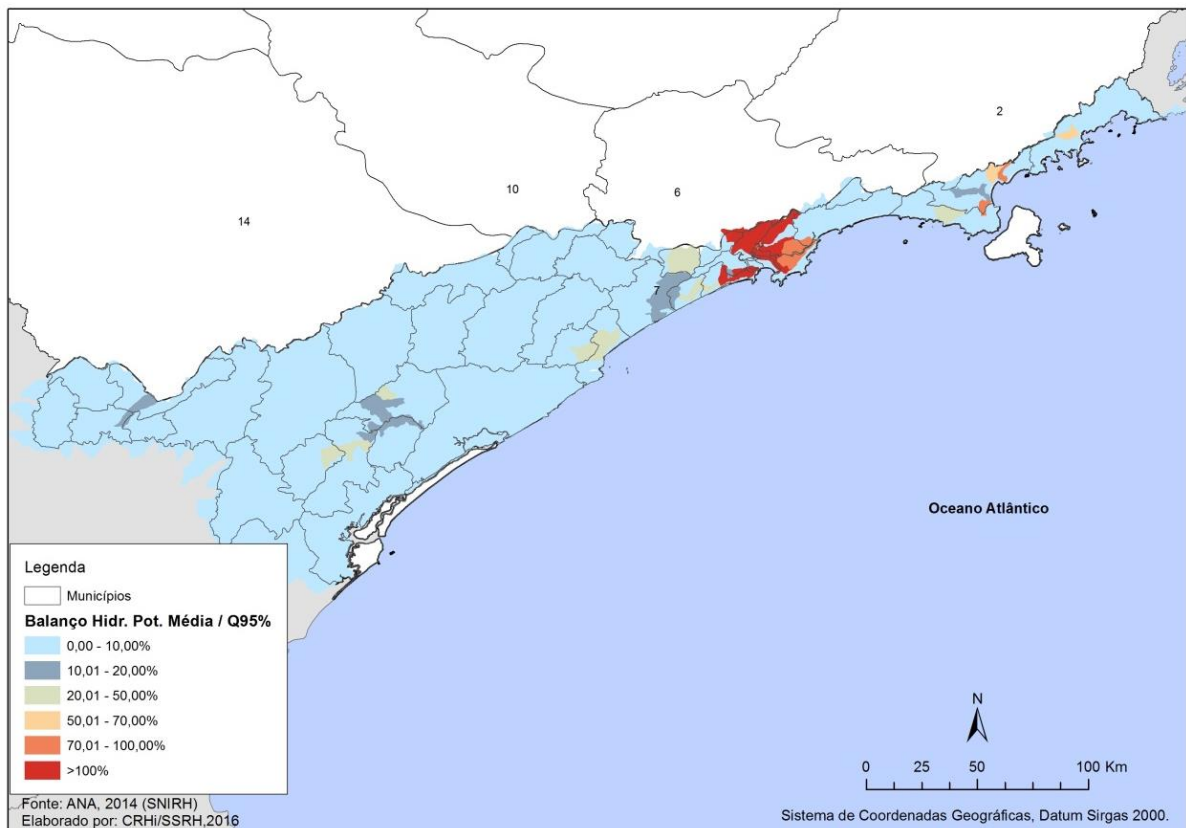 2
10
6
14
7
Oceano Atlântico
Legenda
Municípios
Balanço Hidr. Pot. Média / Q95%
0,00 - 10,00%
10,01 - 20,00%
20,01 - 50,00%
50,01 - 70,00%
70,01 - 100,00%
>100%
Fonte: ANA, 2014 (SNIRH)
Elaborado por: CRHi/SSRH,2016
N
0 25 50 100 Km
Sistema de Coordenadas Geográficas, Datum Sirgas 2000.